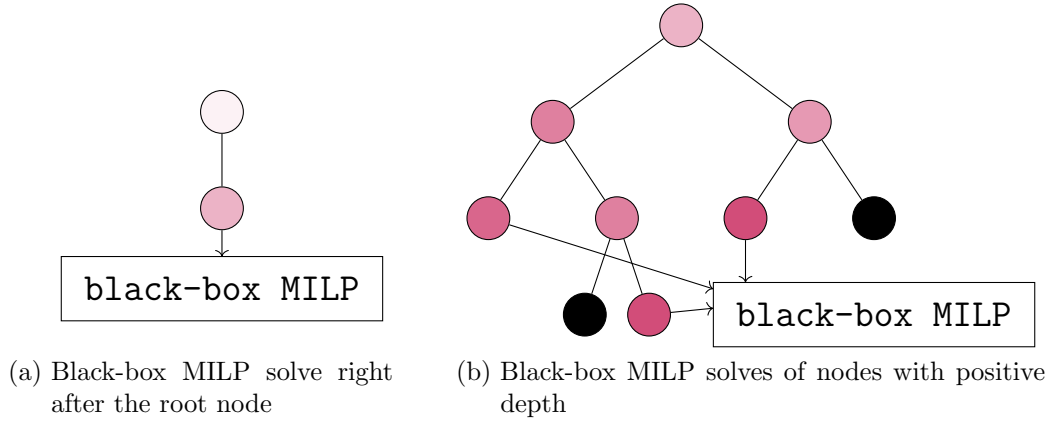 black-box MILP
(a) Black-box MILP solve right
after the root node
black-box MILP
(b) Black-box MILP solves of nodes with positive
depth